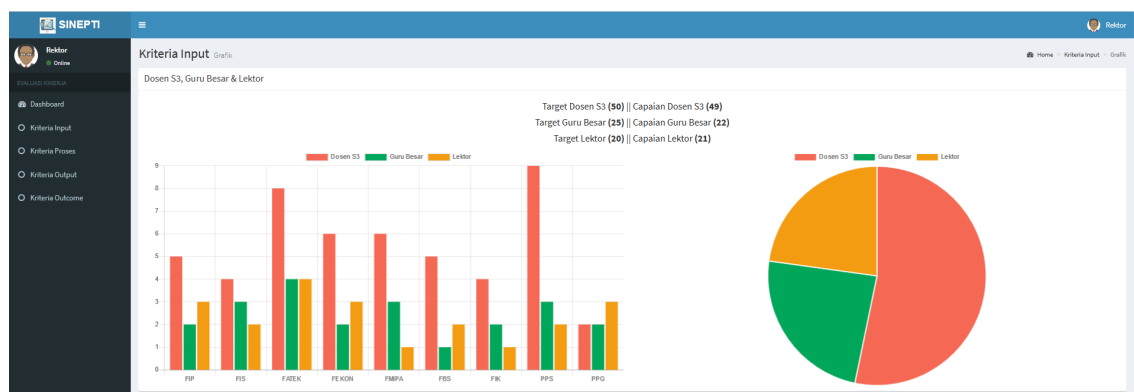 SINEPTI
Rektor
Rektor
Online
EVALUASI KINERJA
Dashboard
Kriteria Input
Kriteria Proses
Kriteria Output
Kriteria Outcome
Kriteria Input Grafik
Home > Kriteria Input > Grafik
Dosen S3, Guru Besar & Lektor
Target Dosen S3 (50) || Capaian Dosen S3 (49)
Target Guru Besar (25) || Capaian Guru Besar (22)
Target Lektor (20) || Capaian Lektor (21)
Dosen S3 Guru Besar Lektor
9
8
7
6
5
4
3
2
1
0
FIP FIS FATEK FEKON FMIPA FBS FIK PPS PPG
Dosen S3 Guru Besar Lektor